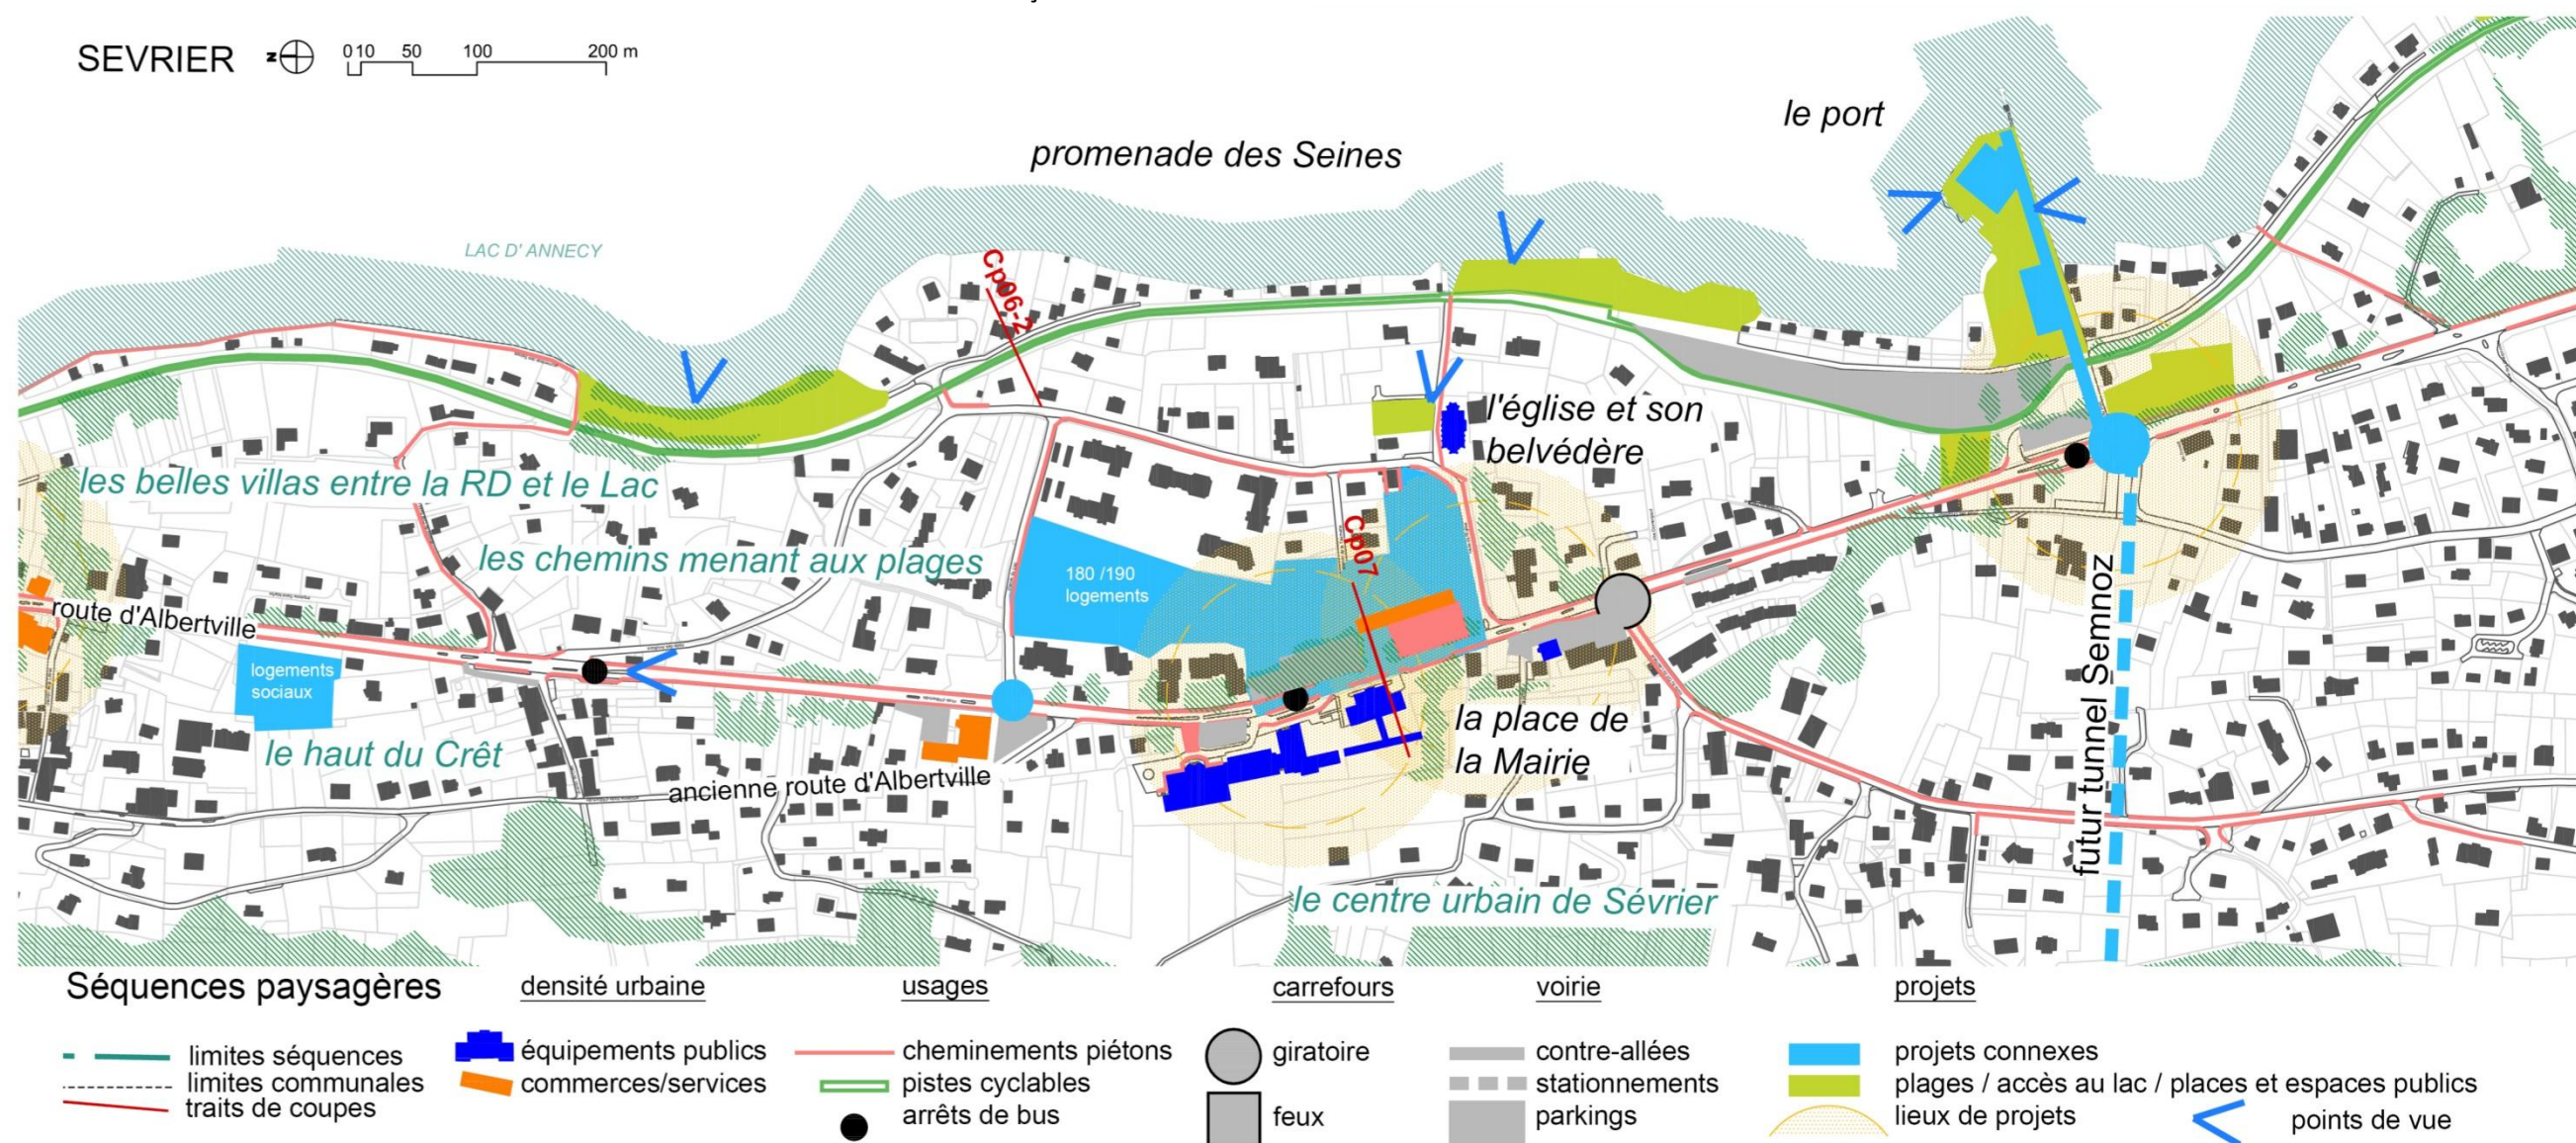 SEVRIER
z
0 10 50 100 200 m
le port
promenade des Seines
LAC D' ANNECY
Cp06-2
l'église et son
belvédère
les belles villas entre la RD et le Lac
les chemins menant aux plages
Cp07
180 /190
logements
route d'Albertville
logements
sociaux
le haut du Crêt
la place de
la Mairie
ancienne route d'Albertville
futur tunnel Semnoz
le centre urbain de Sévrier
Séquences paysagères
densité urbaine
usages
carrefours
voirie
projets
limites séquences
limites communales
traits de coupes
équipements publics
commerces/services
cheminements piétons
pistes cyclables
arrêts de bus
giratoire
feux
contre-allées
stationnements
parkings
projets connexes
plages / accès au lac / places et espaces publics
lieux de projets
points de vue